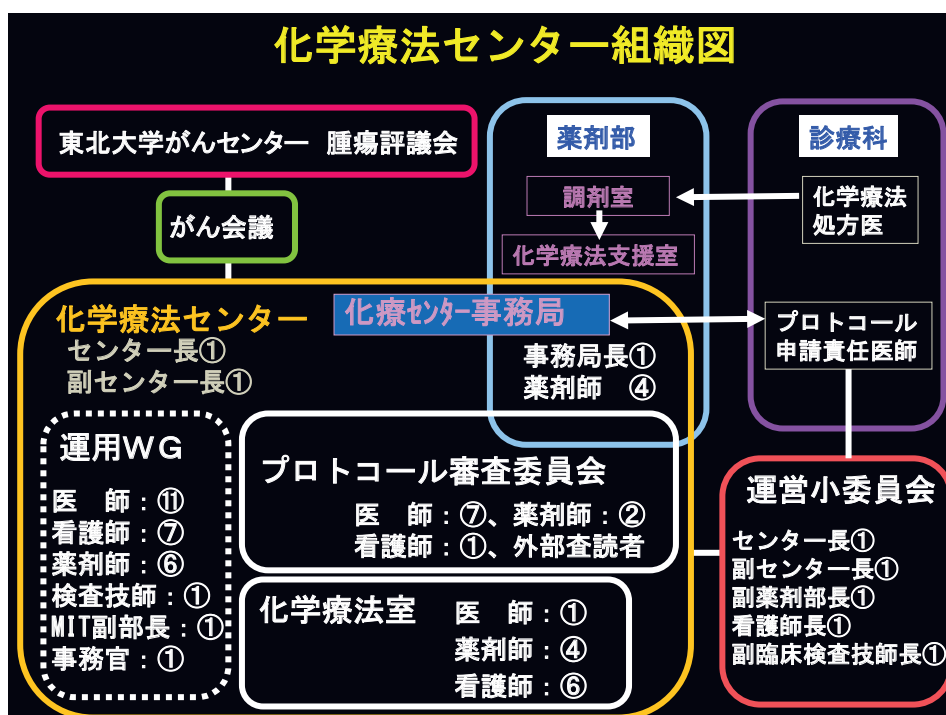 化学療法センター組織図
東北大学がんセンター 腫瘍評議会
がん会議
薬剤部
調剤室
化学療法支援室
診療科
化学療法
処方医
化学療法センター
センター長①
副センター長①
化療ｾﾝﾀｰ事務局
事務局長①
薬剤師 ④
プロトコール
申請責任医師
運用WG
医 師：⑪
看護師：⑦
薬剤師：⑥
検査技師：①
MIT副部長：①
事務官：①
プロトコール審査委員会
医 師：⑦、薬剤師：②
看護師：①、外部査読者
化学療法室
医 師：①
薬剤師：④
看護師：⑥
運営小委員会
センター長①
副センター長①
副薬剤部長①
看護師長①
副臨床検査技師長①